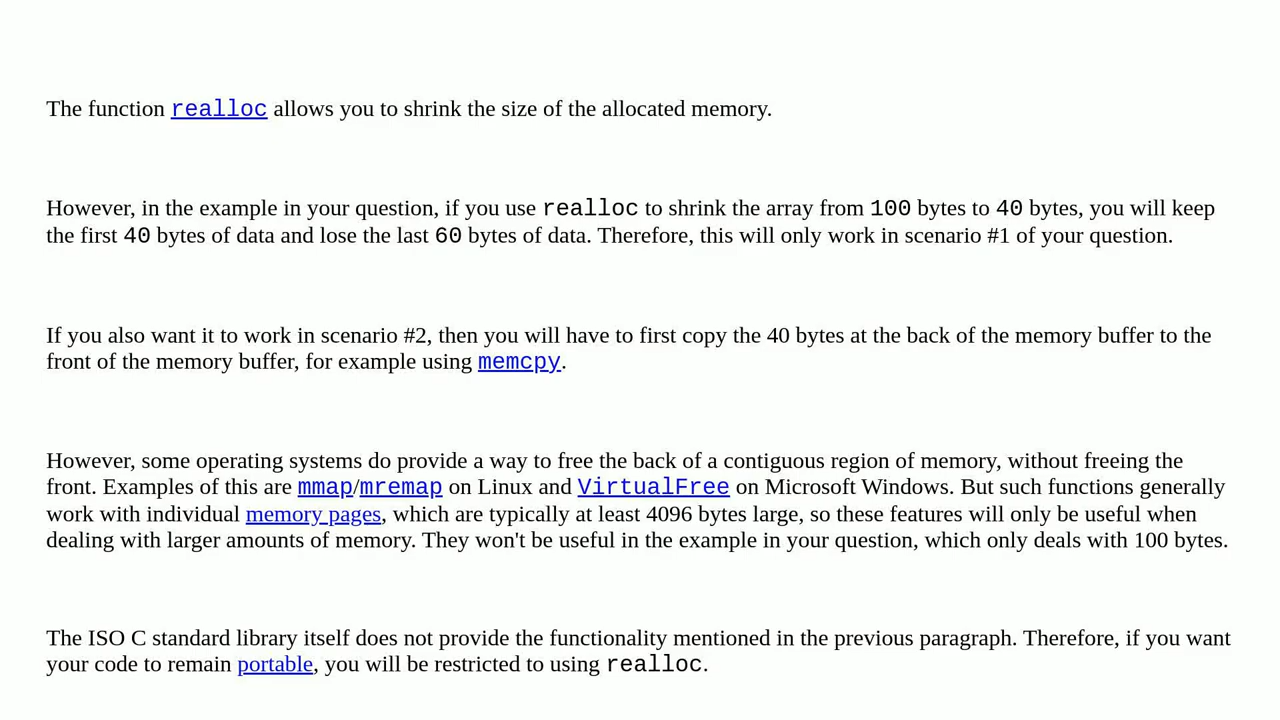 The function realloc allows you to shrink the size of the allocated memory.
However, in the example in your question, if you use realloc to shrink the array from 100 bytes to 40 bytes, you will keep
the first 40 bytes of data and lose the last 60 bytes of data. Therefore, this will only work in scenario #1 of your question.
If you also want it to work in scenario #2, then you will have to first copy the 40 bytes at the back of the memory buffer to the
front of the memory buffer, for example using memcpy.
However, some operating systems do provide a way to free the back of a contiguous region of memory, without freeing the
front. Examples of this are mmap/mremap on Linux and VirtualFree on Microsoft Windows. But such functions generally
work with individual memory pages, which are typically at least 4096 bytes large, so these features will only be useful when
dealing with larger amounts of memory. They won't be useful in the example in your question, which only deals with 100 bytes.
The ISO C standard library itself does not provide the functionality mentioned in the previous paragraph. Therefore, if you want
your code to remain portable, you will be restricted to using realloc.